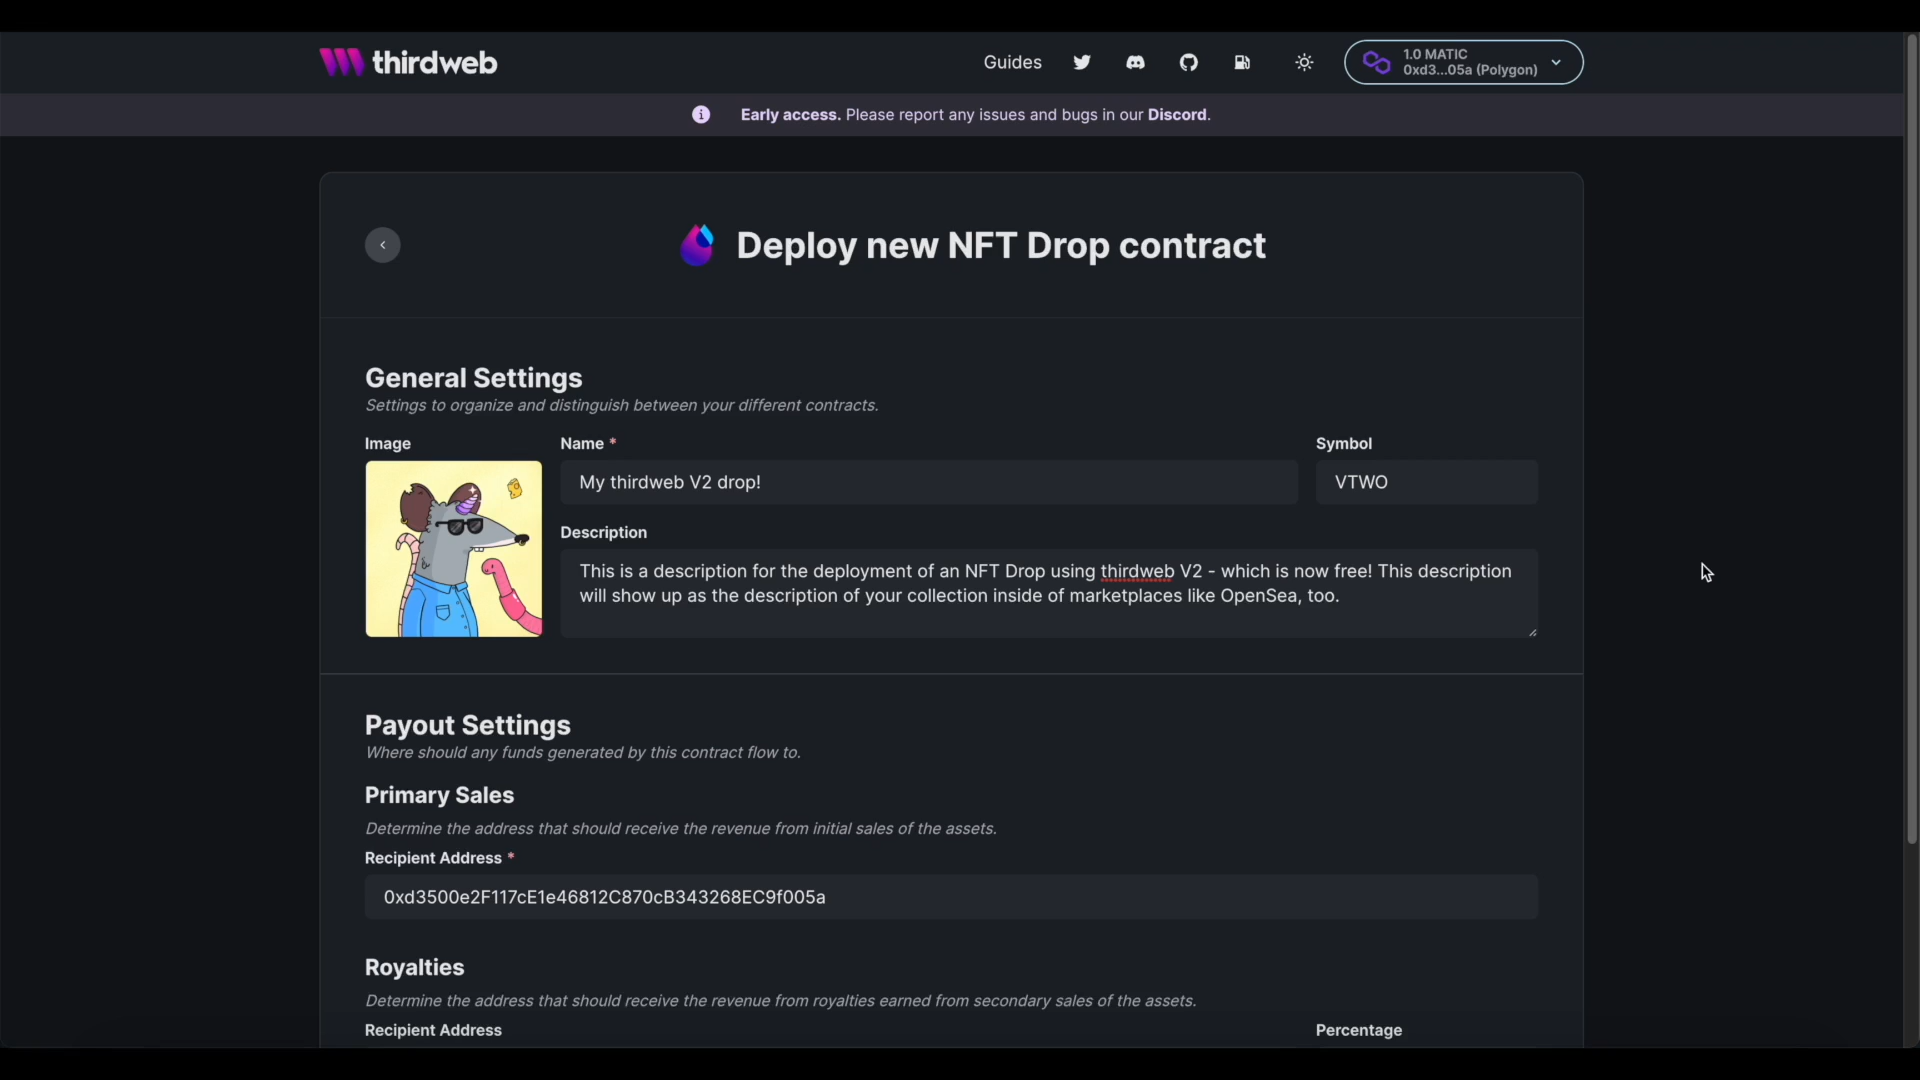 thirdweb
Guides
1.0 MATIC
0xd3...05a (Polygon)
Early access. Please report any issues and bugs in our Discord.
Deploy new NFT Drop contract
General Settings
Settings to organize and distinguish between your different contracts.
Image
Name *
Symbol
My thirdweb V2 drop!
VTWO
Description
This is a description for the deployment of an NFT Drop using thirdweb V2 - which is now free! This description
will show up as the description of your collection inside of marketplaces like OpenSea, too.
Payout Settings
Where should any funds generated by this contract flow to.
Primary Sales
Determine the address that should receive the revenue from initial sales of the assets.
Recipient Address *
0xd3500e2F117cE1e46812C870cB343268EC9f005a
Royalties
Determine the address that should receive the revenue from royalties earned from secondary sales of the assets.
Recipient Address
Percentage